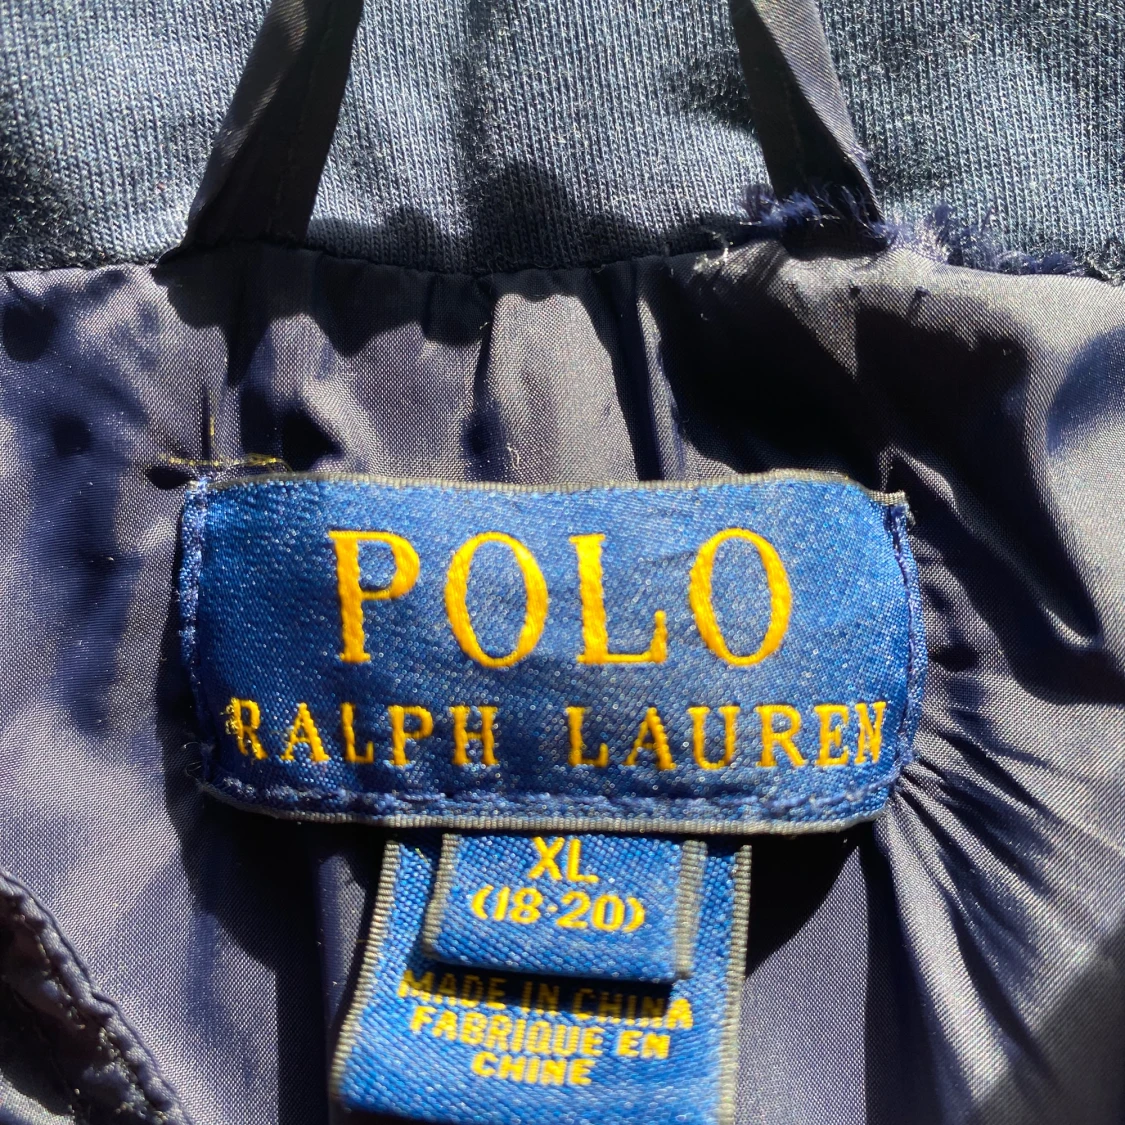 POLO
RALPH LAUREN
XL
(18-20)
MADE IN CHINA
FABRIQUE EN
CHINE